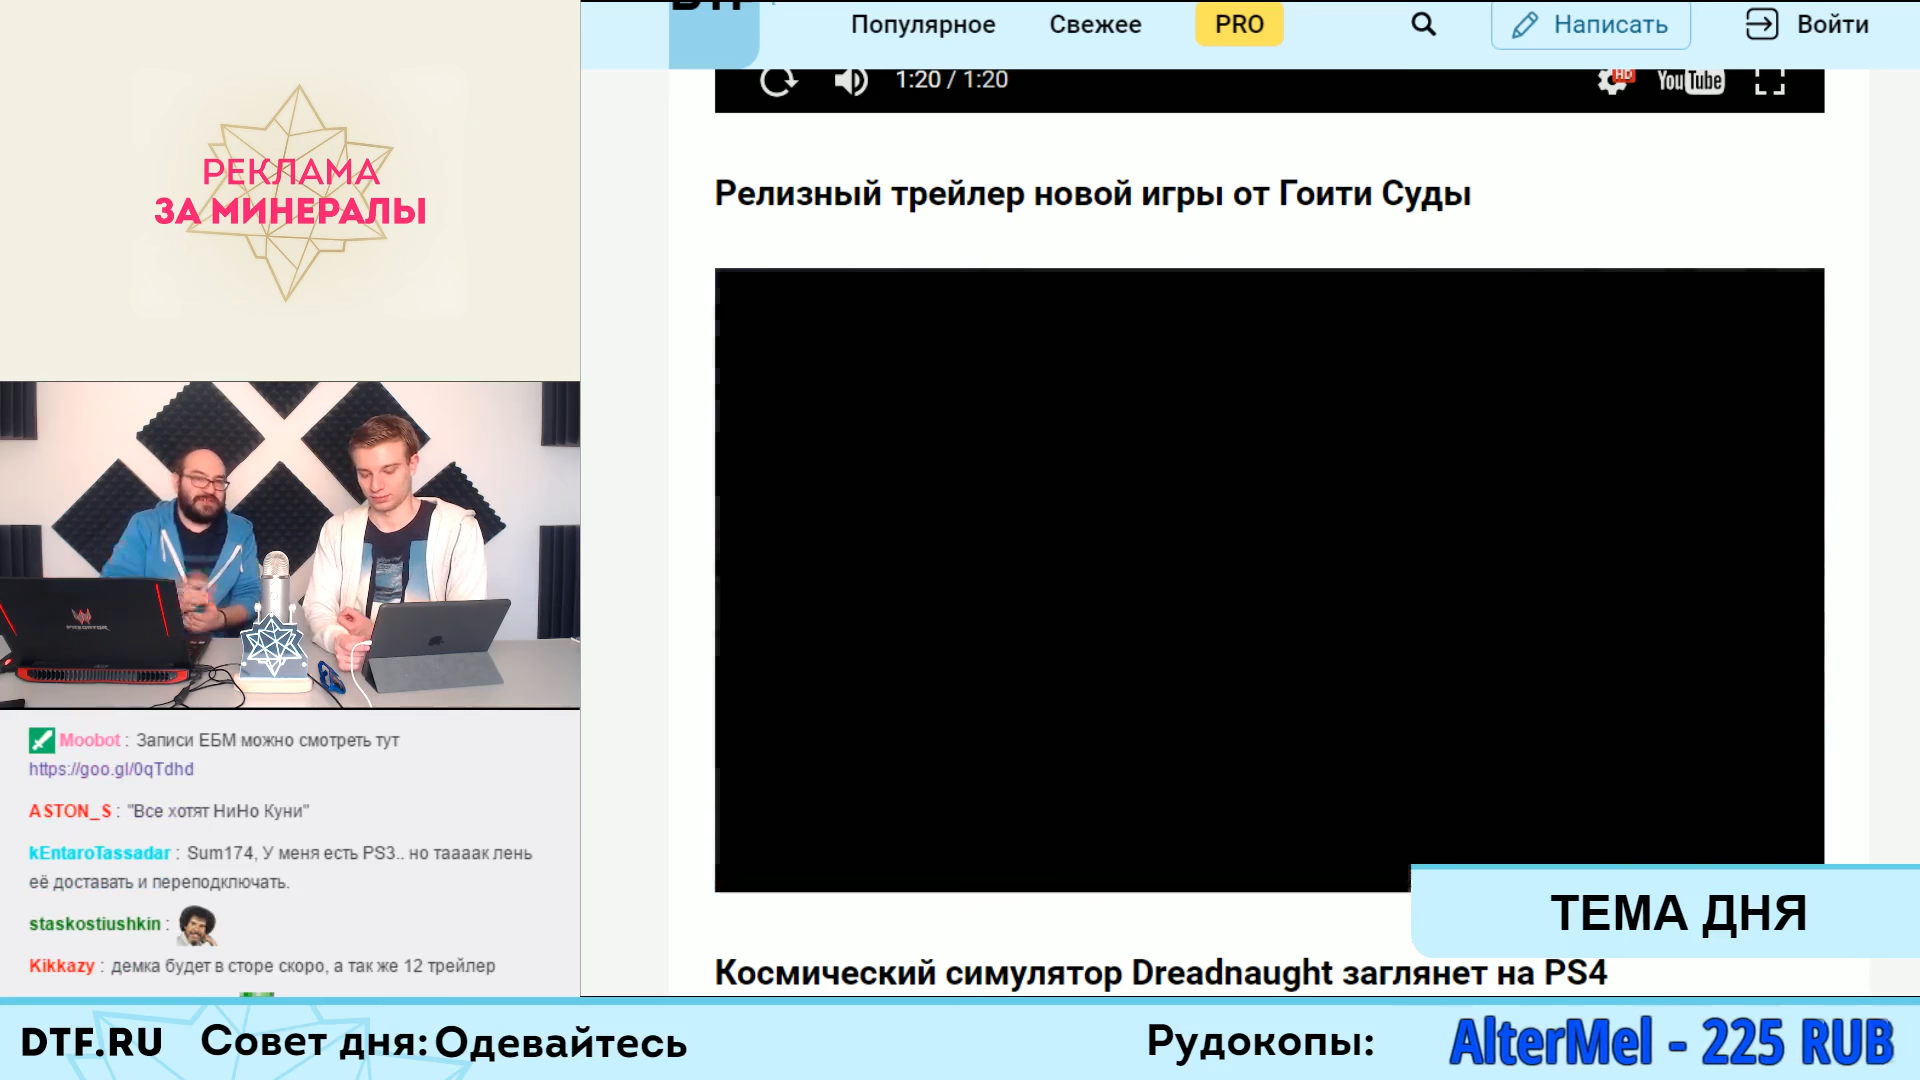 РЕКЛАМА
ЗА МИНЕРАЛЫ
Популярное Свежее PRO Написать Войти
1:20 / 1:20 HD YouTube
Релизный трейлер новой игры от Гоити Суды
PREDATOR
Moobot : Записи ЕБМ можно смотреть тут
https://goo.gl/0qTdhd
ASTON_S : "Все хотят НиНо Куни"
kEntaroTassadar : Sum174, У меня есть PS3.. но таааак лень
её доставать и переподключать.
staskostiushkin :
Kikkazy : демка будет в сторе скоро, а так же 12 трейлер
ТЕМА ДНЯ
Космический симулятор Dreadnaught заглянет на PS4
DTF.RU Совет дня: Одевайтесь
Рудокопы: AlterMel - 225 RUB